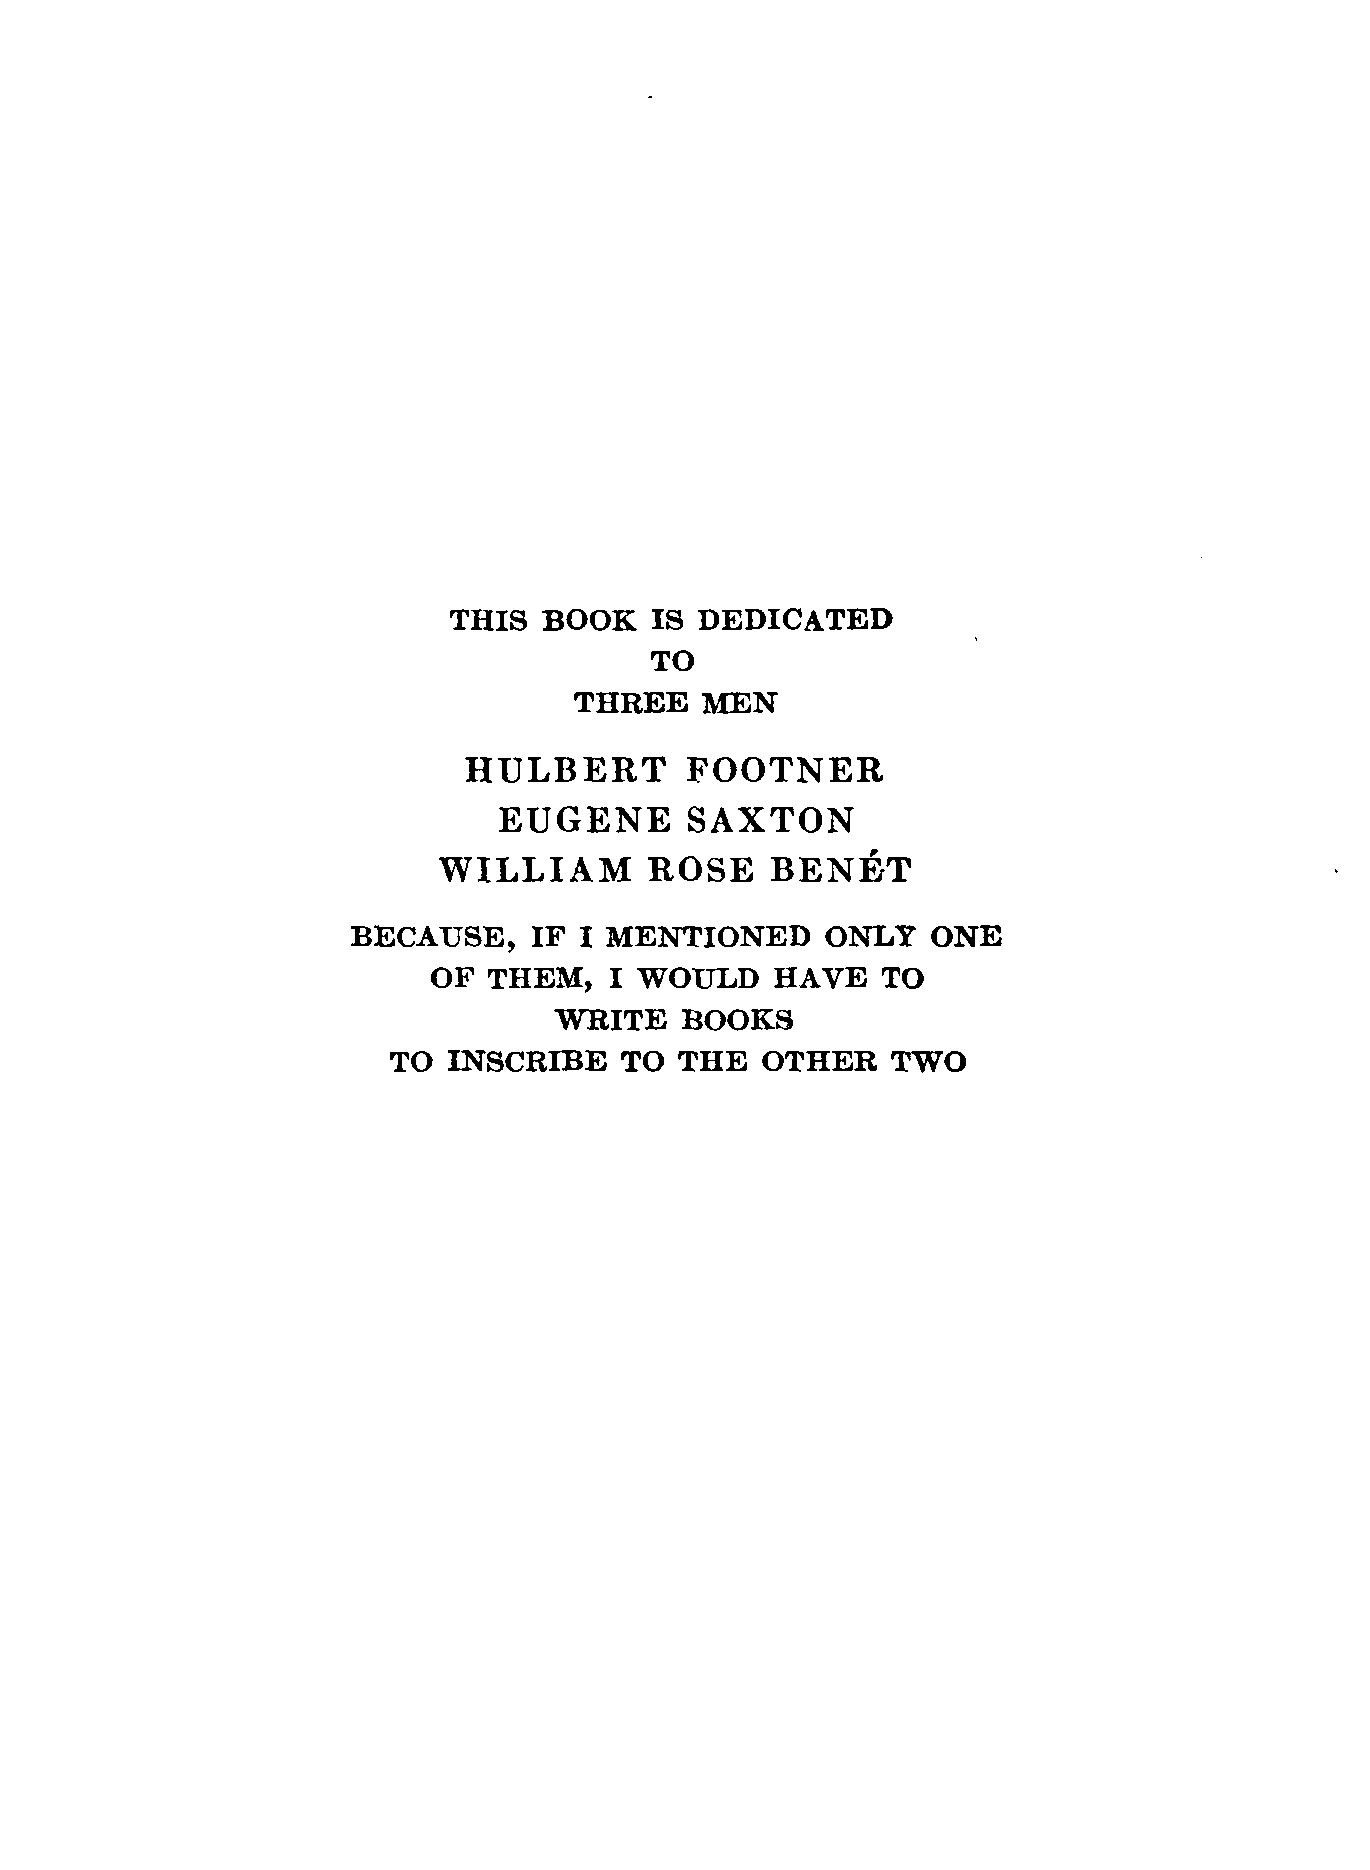 THIS BOOK IS DEDICATED
TO
THREE MEN
HULBERT FOOTNER
EUGENE SAXTON
WILLIAM ROSE BENÉT
BECAUSE, IF I MENTIONED ONLY ONE
OF THEM, I WOULD HAVE TO
WRITE BOOKS
TO INSCRIBE TO THE OTHER TWO